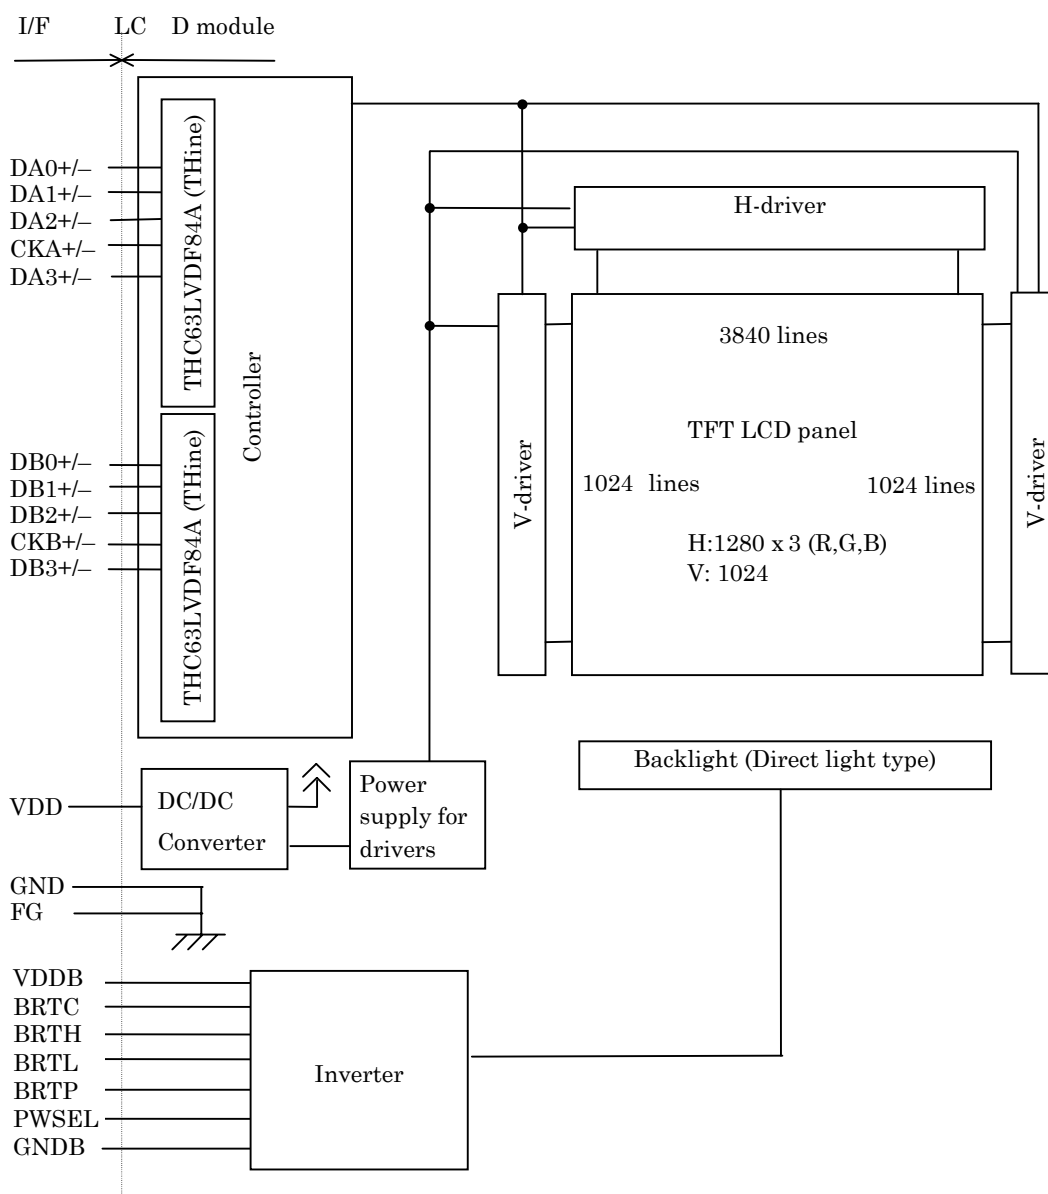 I/F LC D module
DA0+/–
DA1+/–
DA2+/–
CKA+/–
DA3+/–
THC63LVDF84A (THine)
DB0+/–
DB1+/–
DB2+/–
CKB+/–
DB3+/–
THC63LVDF84A (THine)
Controller
H-driver
V-driver
3840 lines
TFT LCD panel
1024 lines
1024 lines
H:1280 x 3 (R,G,B)
V: 1024
V-driver
Backlight (Direct light type)
VDD
DC/DC
Converter
Power
supply for
drivers
GND
FG
VDDB
BRTC
BRTH
BRTL
BRTP
PWSEL
GNDB
Inverter